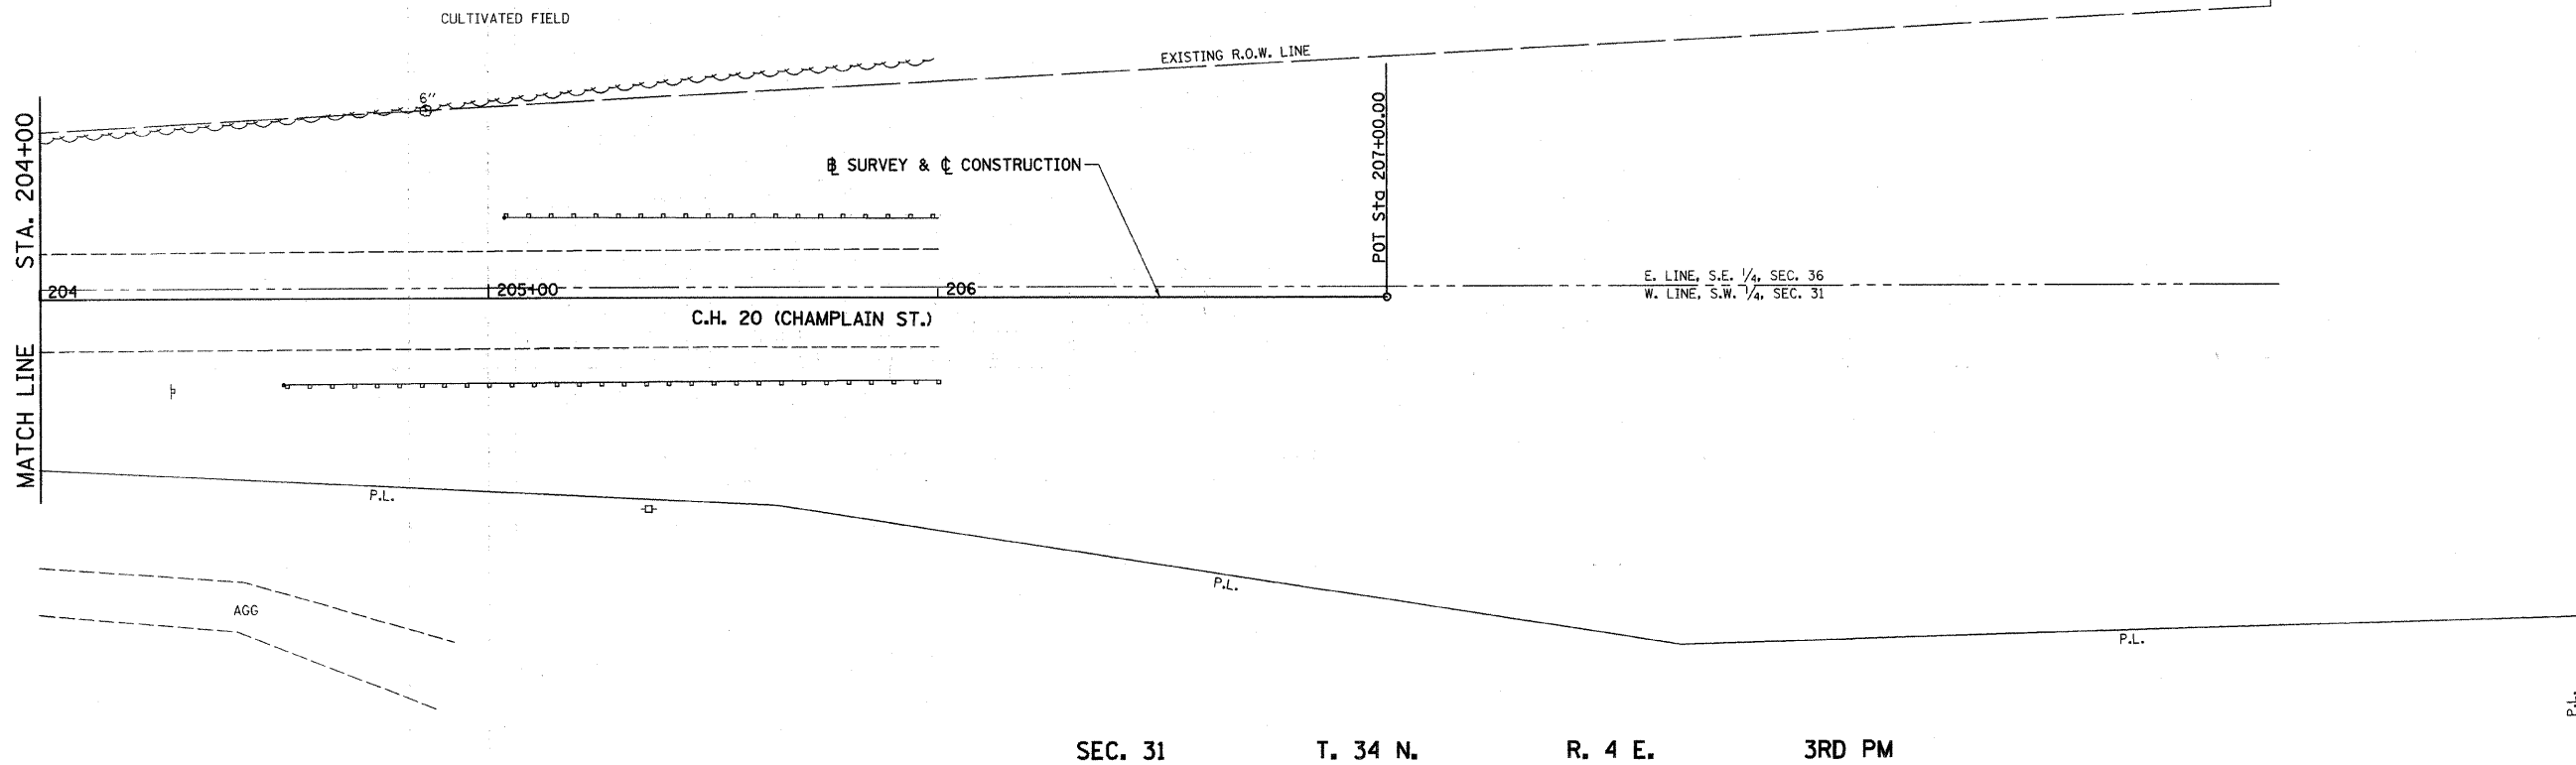 CULTIVATED FIELD
EXISTING R.O.W. LINE
6"
STA. 204+00
POT Sta 207+00.00
℄ SURVEY & ℄ CONSTRUCTION
E. LINE, S.E. 1/4, SEC. 36
W. LINE, S.W. 1/4, SEC. 31
204
205+00
206
C.H. 20 (CHAMPLAIN ST.)
MATCH LINE
P.L.
P.L.
AGG
P.L.
P.L.
SEC. 31 T. 34 N. R. 4 E. 3RD PM